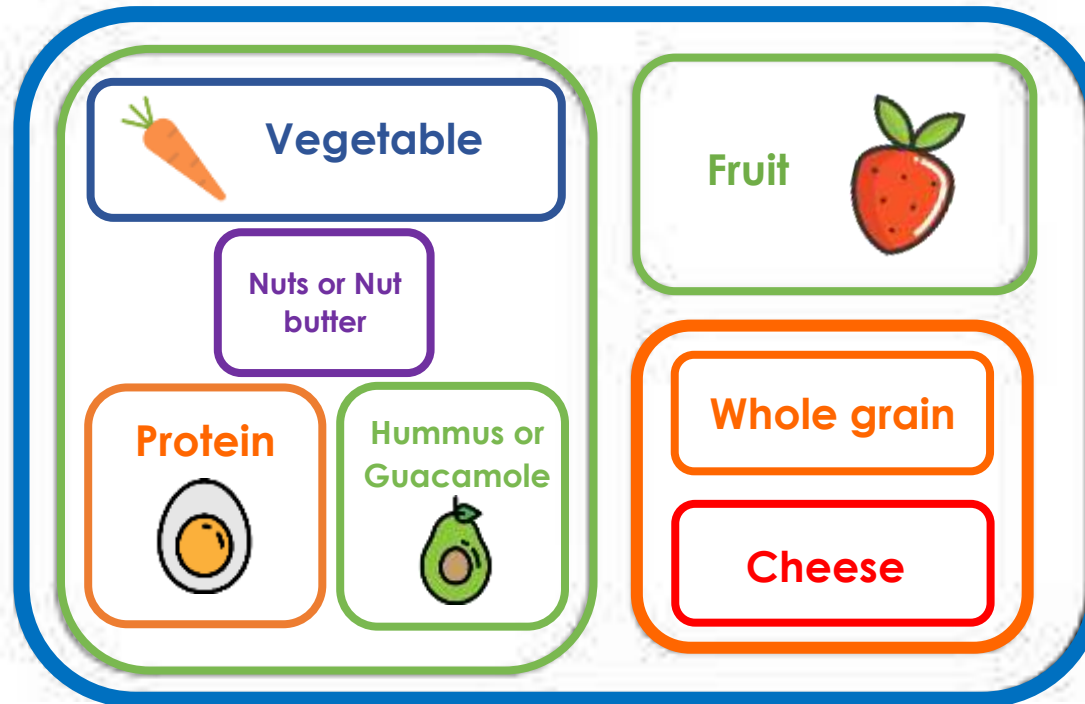 Vegetable
Nuts or Nut
butter
Protein
Hummus or
Guacamole
Fruit
Whole grain
Cheese